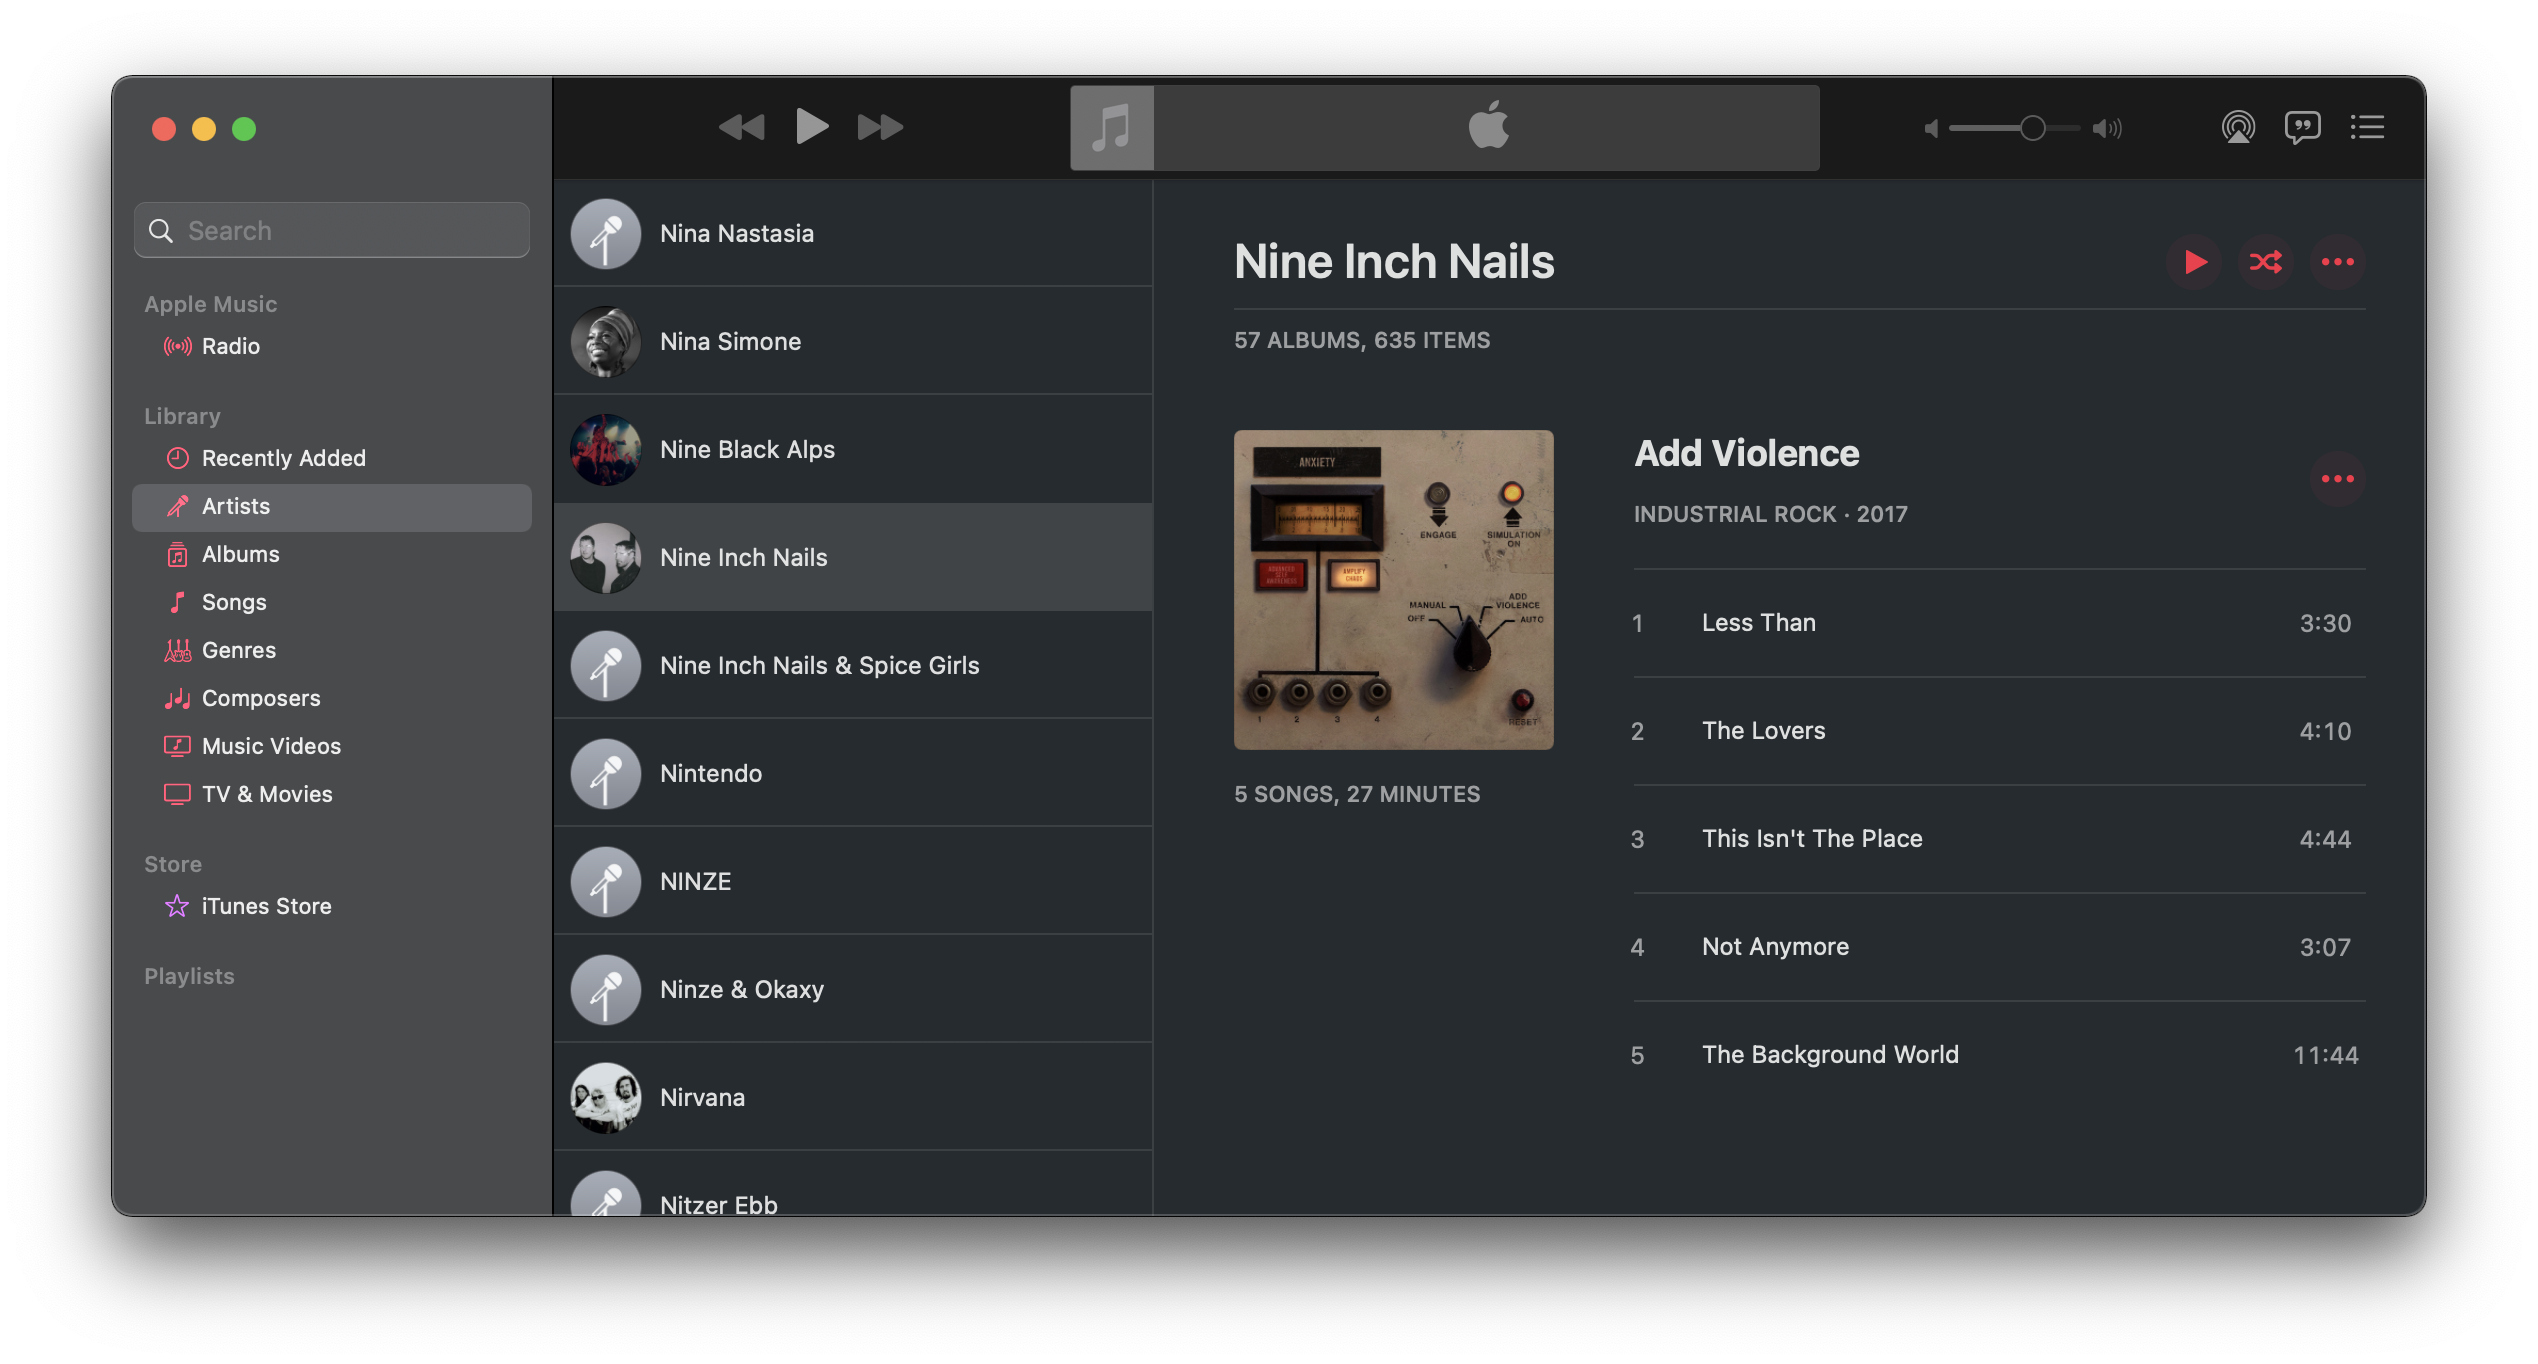 Search
Apple Music
Radio
Library
Recently Added
Artists
Albums
Songs
Genres
Composers
Music Videos
TV & Movies
Store
iTunes Store
Playlists
Nina Nastasia
Nina Simone
Nine Black Alps
Nine Inch Nails
Nine Inch Nails & Spice Girls
Nintendo
NINZE
Ninze & Okaxy
Nirvana
Nitzer Ebb
Nine Inch Nails
57 ALBUMS, 635 ITEMS
ANXIETY
ENGAGE
SIMULATION
ON
ADVANCED
SELF
AWARENESS
AMPLIFY
CHAOS
MANUAL
ADD
VIOLENCE
OFF
AUTO
1 2 3 4
RESET
5 SONGS, 27 MINUTES
Add Violence
INDUSTRIAL ROCK · 2017
1 Less Than 3:30
2 The Lovers 4:10
3 This Isn't The Place 4:44
4 Not Anymore 3:07
5 The Background World 11:44